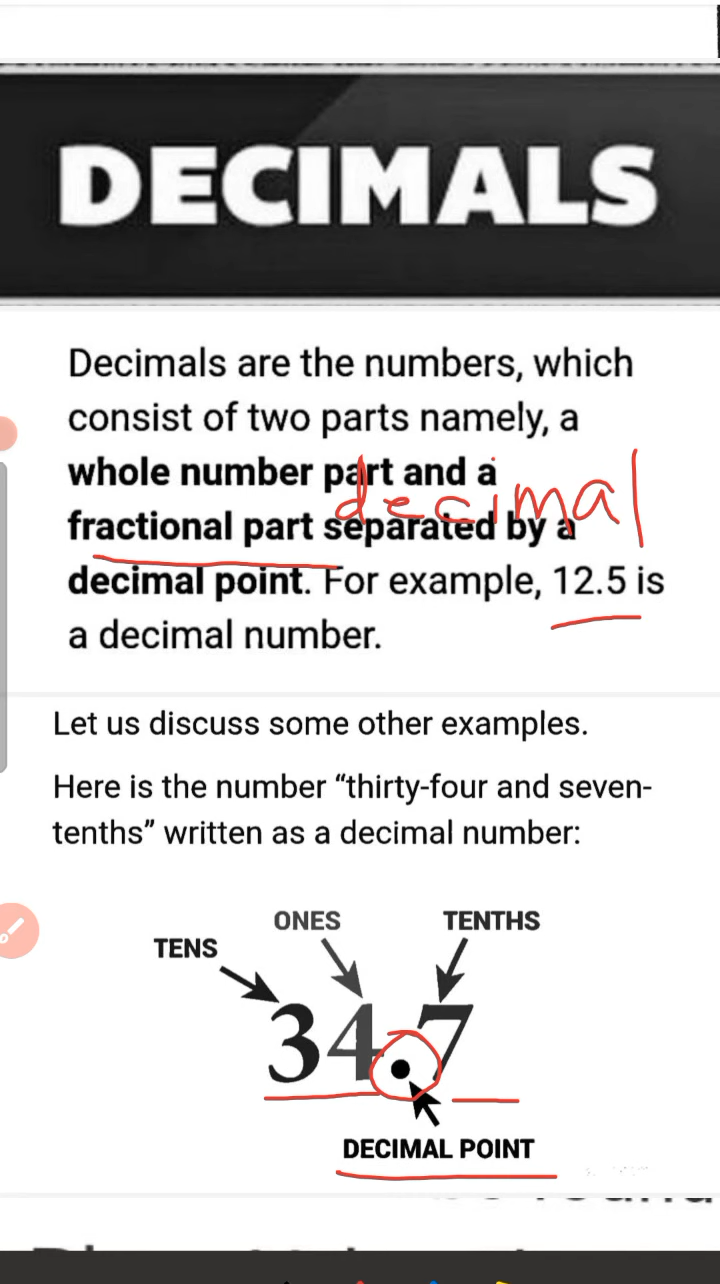 DECIMALS
Decimals are the numbers, which
consist of two parts namely, a
whole number part and a
decimal
fractional part separated by a
decimal point. For example, 12.5 is
a decimal number.
Let us discuss some other examples.
Here is the number “thirty-four and seven-
tenths” written as a decimal number:
ONES TENTHS
TENS
34.7
DECIMAL POINT